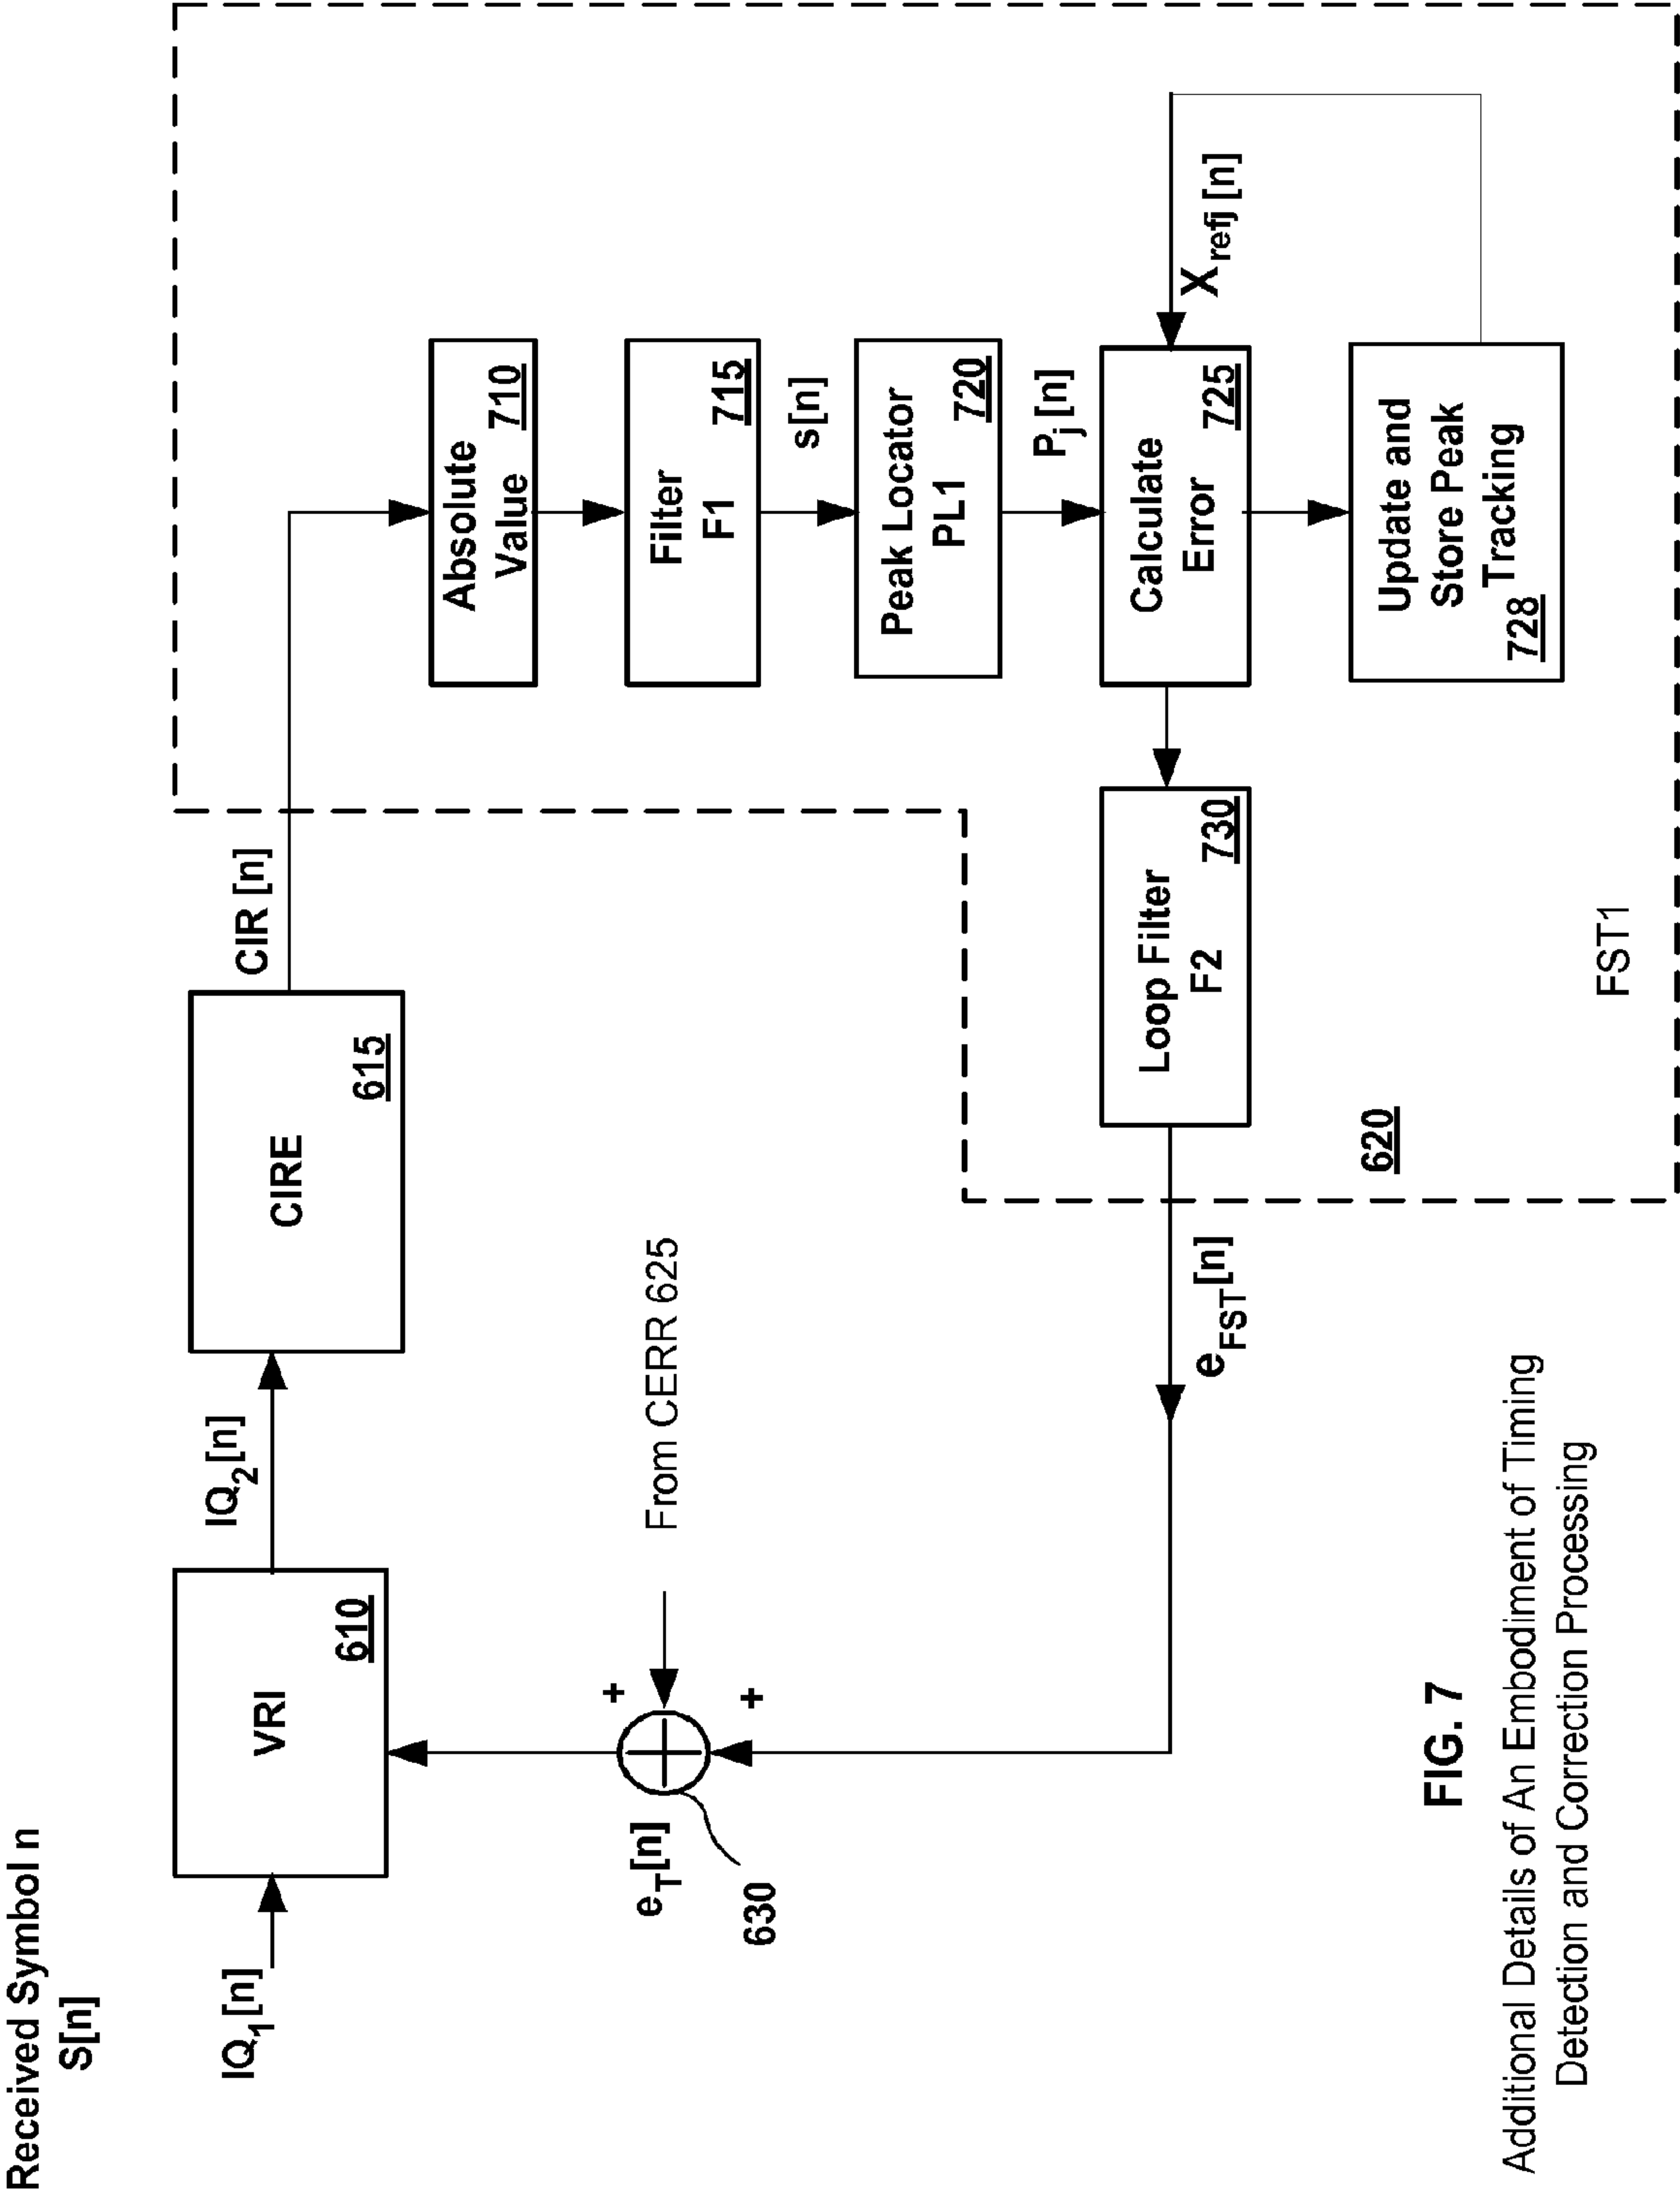 Received Symbol n
S[n]
IQ1[n]
VRI
610
IQ2[n]
CIRE
615
CIR [n]
Absolute
Value 710
Filter
F1 715
s[n]
Peak Locator
PL1 720
Pj [n]
Calculate
Error 725
Xrefj [n]
Update and
Store Peak
Tracking
728
Loop Filter
F2 730
620
FST1
eFST[n]
From CERR 625
+
+
eT[n]
630
FIG. 7
Additional Details of An Embodiment of Timing
Detection and Correction Processing